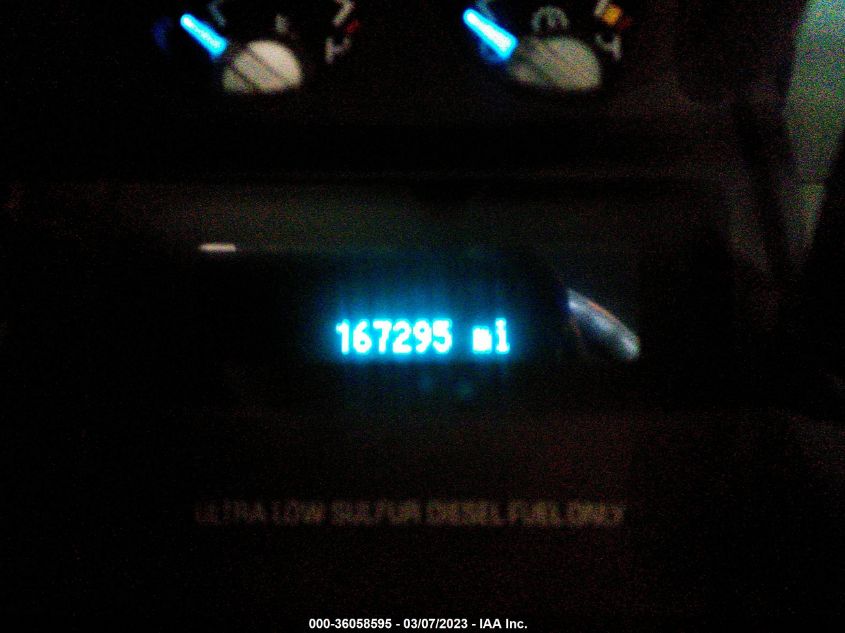 E
H
167295 mi
ULTRA LOW SULFUR DIESEL FUEL ONLY
000-36058595 - 03/07/2023 - IAA Inc.